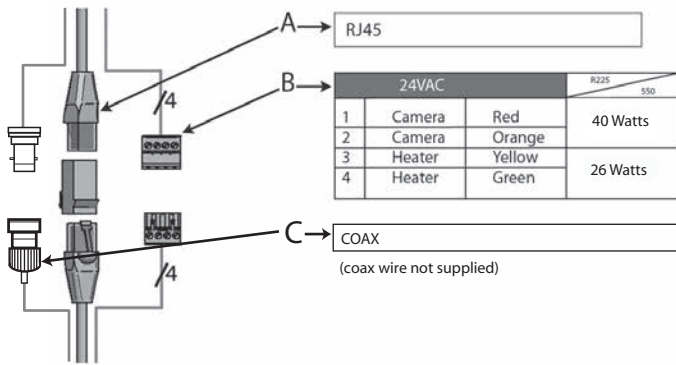 A RJ45
B 24VAC R225 550
1 Camera Red 40 Watts
2 Camera Orange
3 Heater Yellow 26 Watts
4 Heater Green
/4
C COAX
(coax wire not supplied)
/4